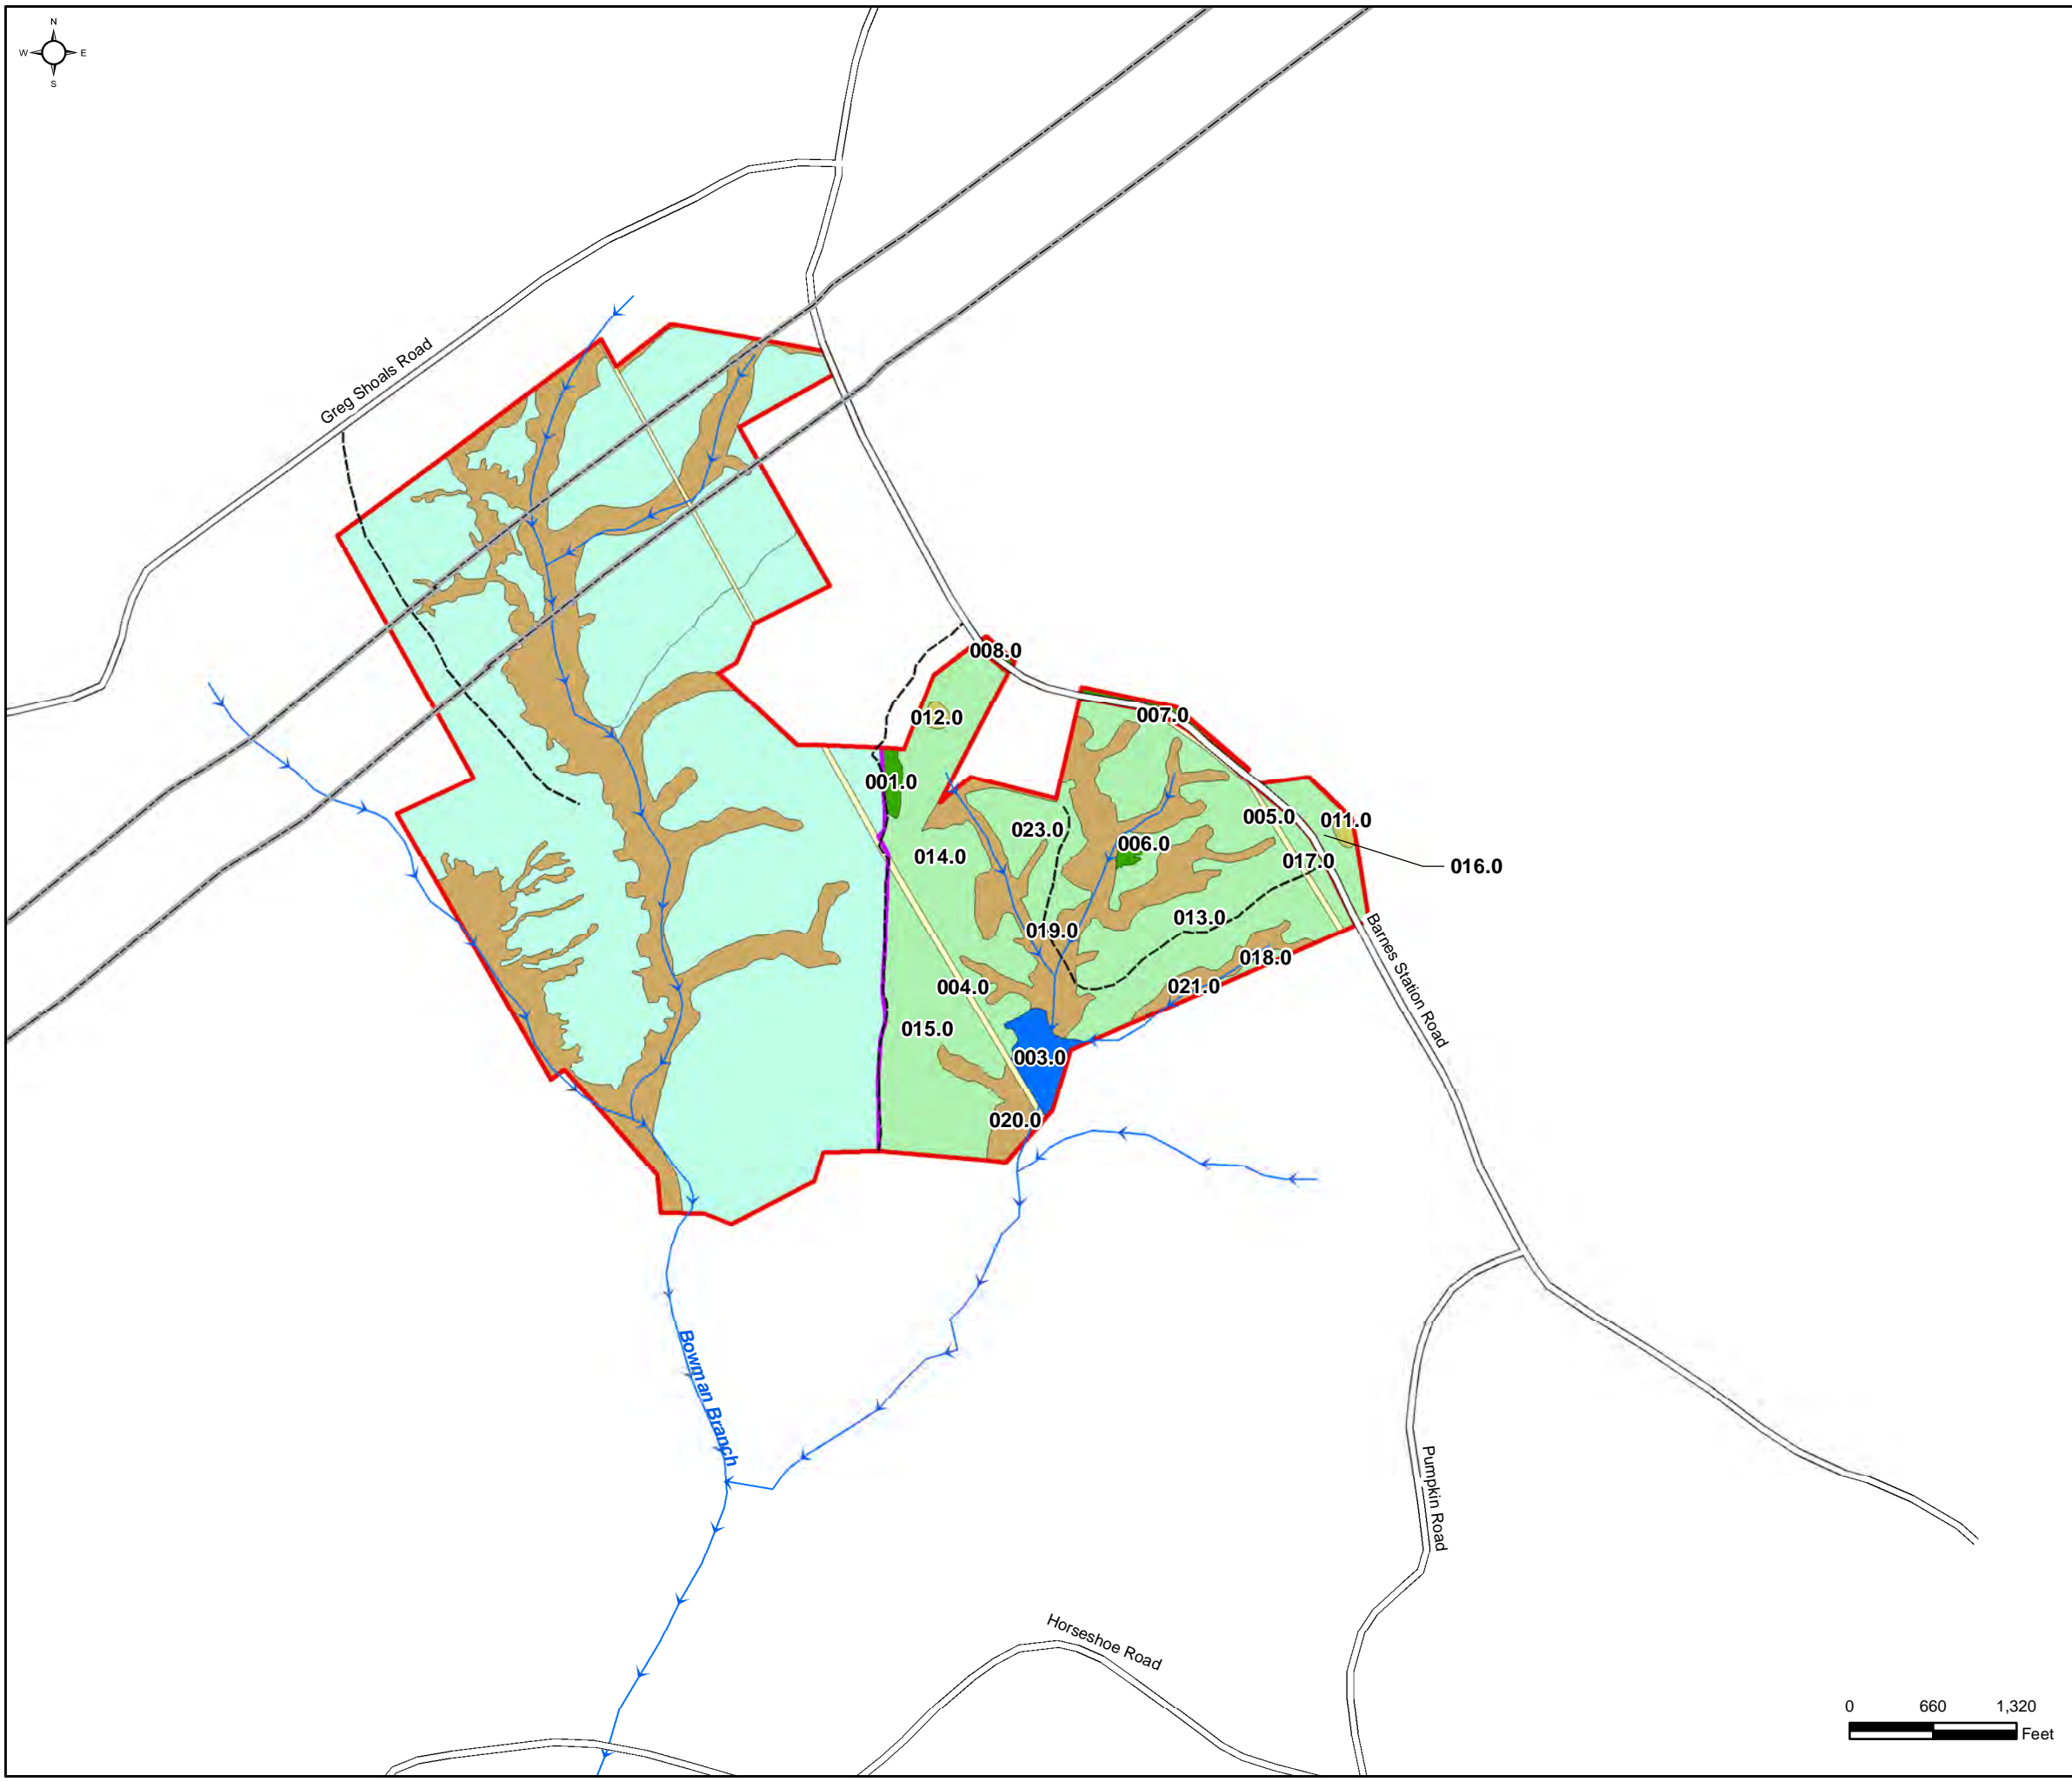 N
W E
S
Greg Shoals Road
008.0
012.0
007.0
001.0
005.0
011.0
023.0
006.0
014.0
017.0
016.0
013.0
019.0
018.0
004.0
021.0
015.0
003.0
020.0
Barnes Station Road
Bowman Branch
Pumpkin Road
Horseshoe Road
0 660 1,320
Feet